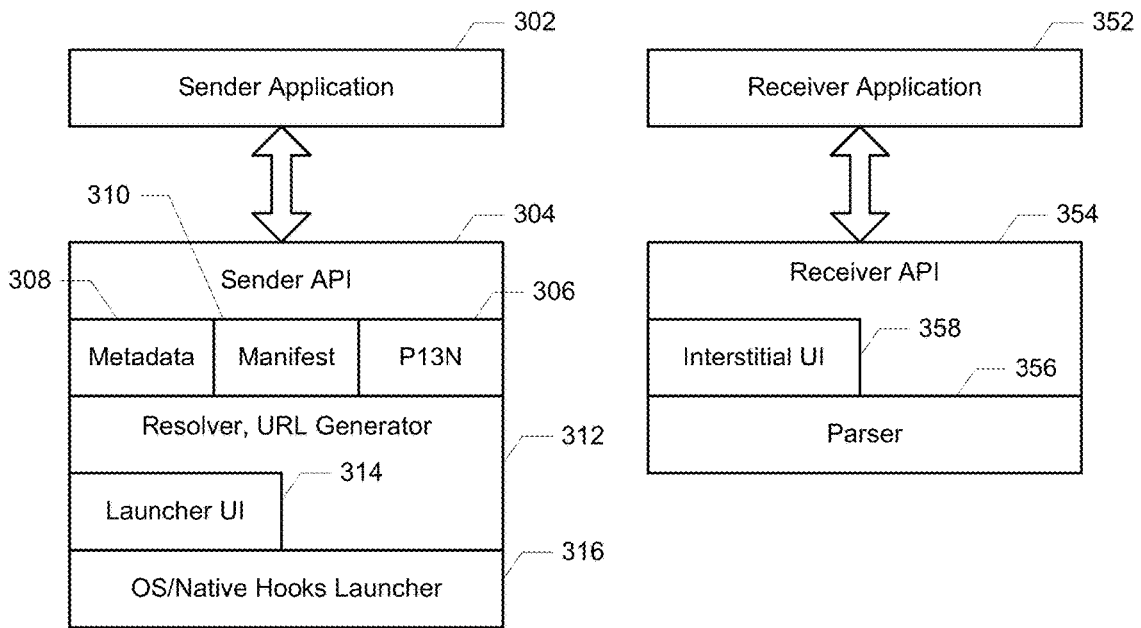 302
Sender Application
310
304
Sender API
308
306
Metadata
Manifest
P13N
Resolver, URL Generator
312
314
Launcher UI
316
OS/Native Hooks Launcher
352
Receiver Application
354
Receiver API
358
Interstitial UI
356
Parser